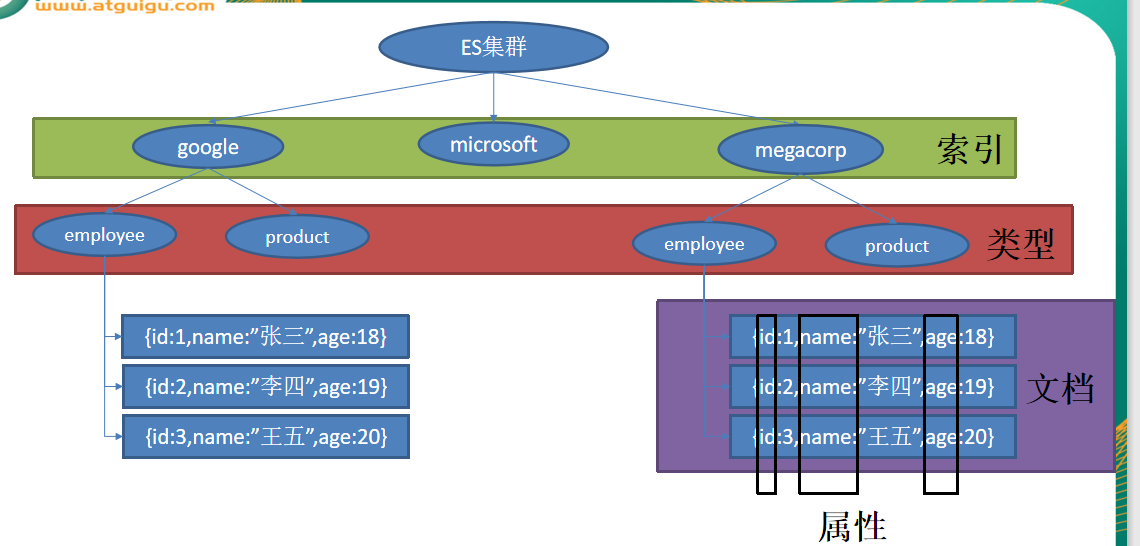 www.atguigu.com
ES集群
google
microsoft
megacorp
索引
employee
product
employee
product
类型
{id:1,name:”张三”,age:18}
{id:2,name:”李四”,age:19}
{id:3,name:”王五”,age:20}
{id:1,name:”张三”,age:18}
{id:2,name:”李四”,age:19}
{id:3,name:”王五”,age:20}
文档
属性